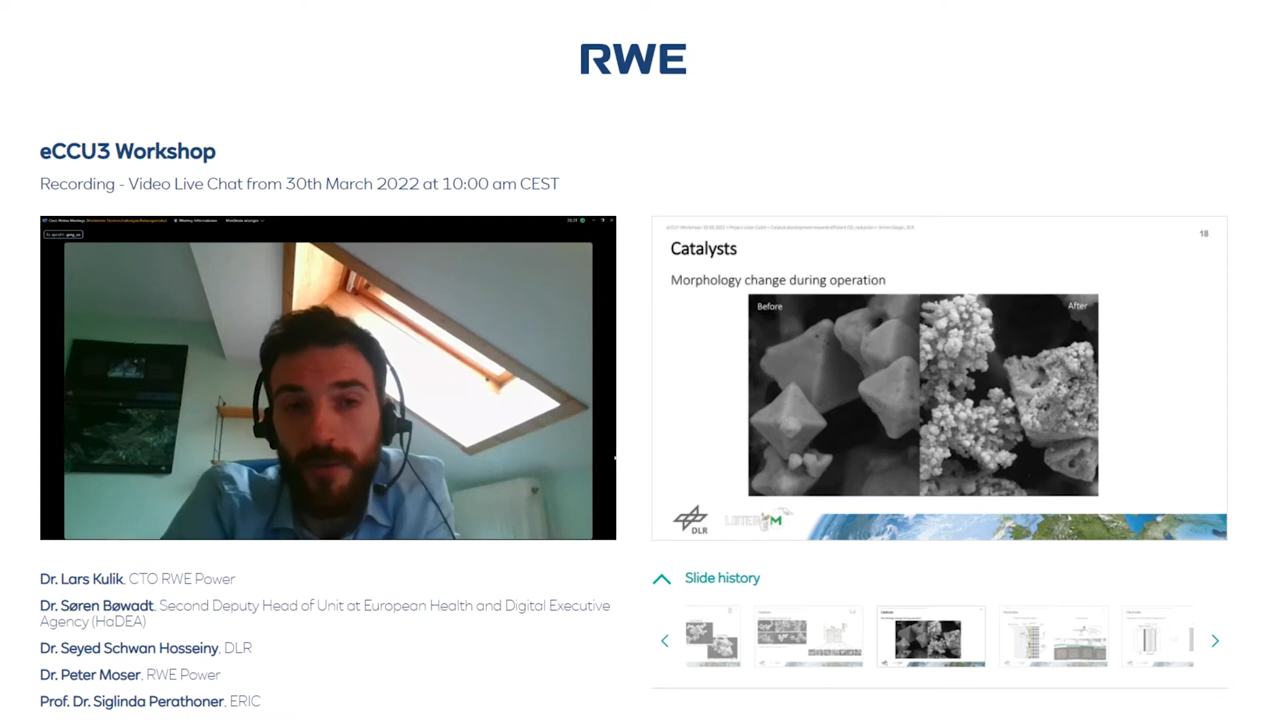 RWE
eCCU3 Workshop
Recording - Video Live Chat from 30th March 2022 at 10:00 am CEST
18
Catalysts
Morphology change during operation
Before
After
DLR
Dr. Lars Kulik, CTO RWE Power
Dr. Søren Bøwadt, Second Deputy Head of Unit at European Health and Digital Executive
Agency (HaDEA)
Dr. Seyed Schwan Hosseiny, DLR
Dr. Peter Moser, RWE Power
Prof. Dr. Siglinda Perathoner, ERIC
Slide history
Catalysts